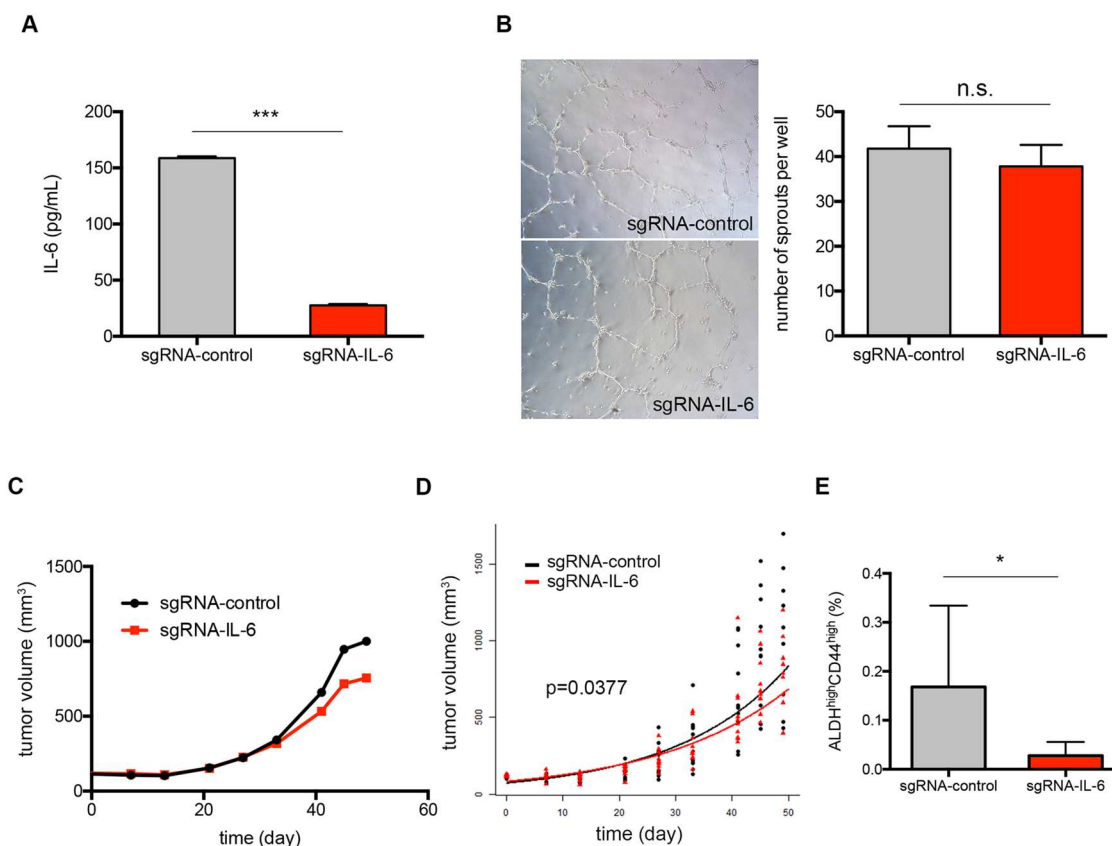 A
IL-6 (pg/mL)
200
150
100
50
0
***
sgRNA-control
sgRNA-IL-6
B
sgRNA-control
sgRNA-IL-6
number of sprouts per well
50
40
30
20
10
0
n.s.
sgRNA-control
sgRNA-IL-6
C
tumor volume (mm³)
1500
1000
500
0
sgRNA-control
sgRNA-IL-6
0 20 40 60
time (day)
D
tumor volume (mm³)
1500
1000
500
0
sgRNA-control
sgRNA-IL-6
p=0.0377
0 10 20 30 40 50
time (day)
E
ALDHhighCD44high (%)
0.4
0.3
0.2
0.1
0.0
*
sgRNA-control
sgRNA-IL-6